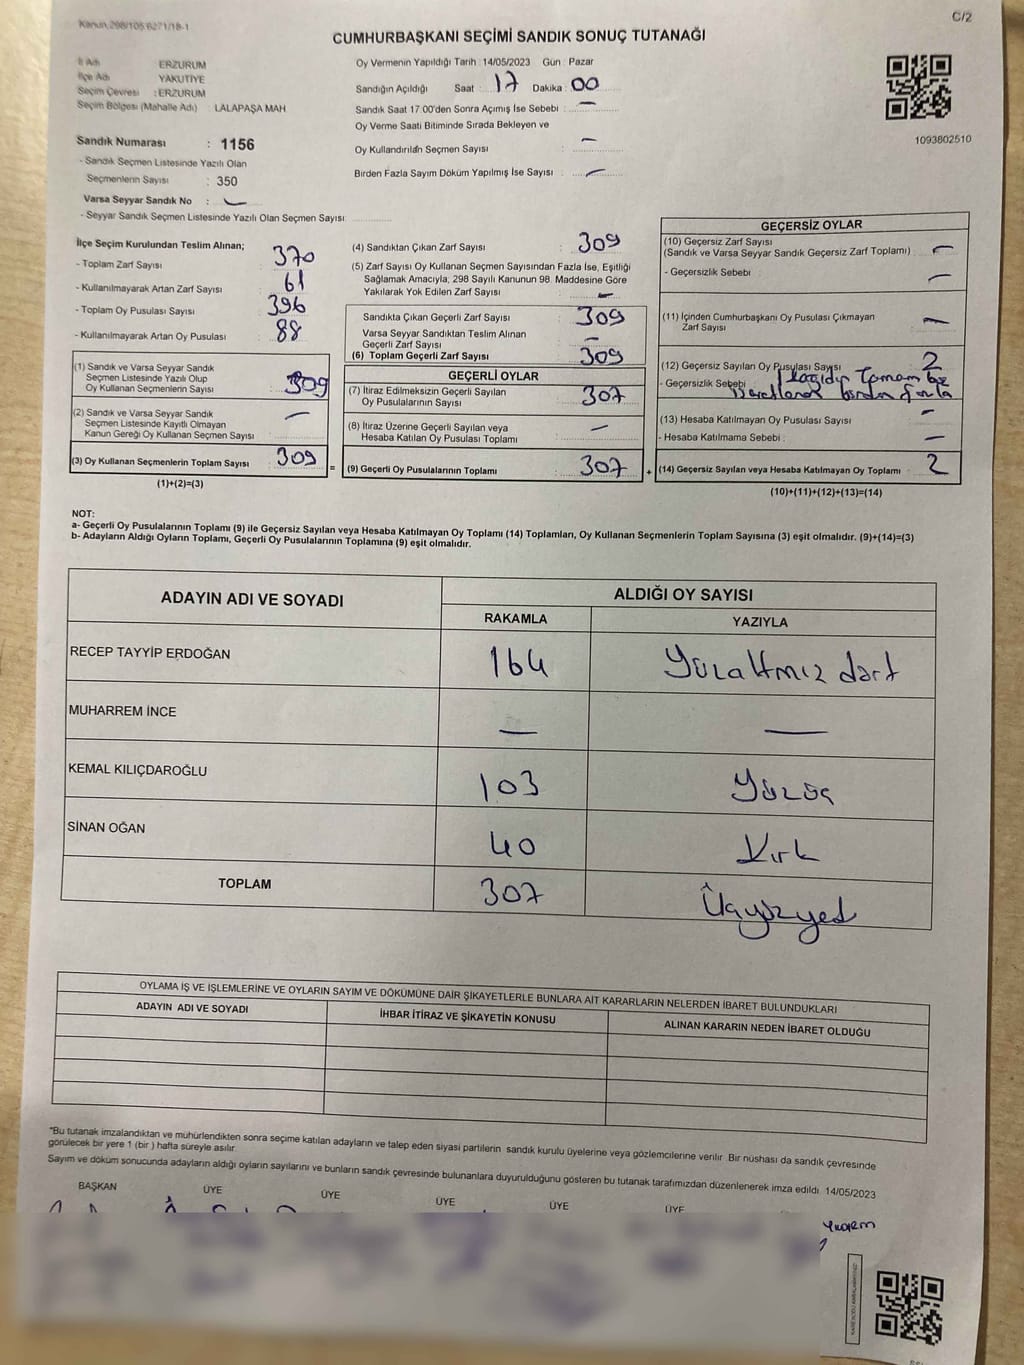 Kanun,298/105,6271/18-1
C/2
CUMHURBAŞKANI SEÇİMİ SANDIK SONUÇ TUTANAĞI
İl Adı ERZURUM
İlçe Adı YAKUTİYE
Seçim Çevresi : ERZURUM
Seçim Bölgesi (Mahalle Adı) : LALAPAŞA MAH
Sandık Numarası : 1156
- Sandık Seçmen Listesinde Yazılı Olan
Seçmenlerin Sayısı : 350
Varsa Seyyar Sandık No : —
- Seyyar Sandık Seçmen Listesinde Yazılı Olan Seçmen Sayısı:
Oy Vermenin Yapıldığı Tarih : 14/05/2023 Gün : Pazar
Sandığın Açıldığı Saat : 17 Dakika : 00
Sandık Saat 17.00'den Sonra Açımış İse Sebebi : —
Oy Verme Saati Bitiminde Sırada Bekleyen ve
Oy Kullandırılan Seçmen Sayısı : —
Birden Fazla Sayım Döküm Yapılmış İse Sayısı : —
1093802510
İlçe Seçim Kurulundan Teslim Alınan;
- Toplam Zarf Sayısı : 370
- Kullanılmayarak Artan Zarf Sayısı : 61
- Toplam Oy Pusulası Sayısı : 396
- Kullanılmayarak Artan Oy Pusulası : 88
(1) Sandık ve Varsa Seyyar Sandık
Seçmen Listesinde Yazılı Olup
Oy Kullanan Seçmenlerin Sayısı : 309
(2) Sandık ve Varsa Seyyar Sandık
Seçmen Listesinde Kayıtlı Olmayan
Kanun Gereği Oy Kullanan Seçmen Sayısı : —
(3) Oy Kullanan Seçmenlerin Toplam Sayısı : 309
(1)+(2)=(3)
=
(4) Sandıktan Çıkan Zarf Sayısı : 309
(5) Zarf Sayısı Oy Kullanan Seçmen Sayısından Fazla İse, Eşitliği
Sağlamak Amacıyla, 298 Sayılı Kanunun 98. Maddesine Göre
Yakılarak Yok Edilen Zarf Sayısı : —
Sandıkta Çıkan Geçerli Zarf Sayısı : 309
Varsa Seyyar Sandıktan Teslim Alınan
Geçerli Zarf Sayısı : —
(6) Toplam Geçerli Zarf Sayısı : 309
GEÇERLİ OYLAR
(7) İtiraz Edilmeksizin Geçerli Sayılan
Oy Pusulalarının Sayısı : 307
(8) İtiraz Üzerine Geçerli Sayılan veya
Hesaba Katılan Oy Pusulası Toplamı : —
(9) Geçerli Oy Pusulalarının Toplamı : 307
+
GEÇERSİZ OYLAR
(10) Geçersiz Zarf Sayısı
(Sandık ve Varsa Seyyar Sandık Geçersiz Zarf Toplamı) : —
- Geçersizlik Sebebi : —
(11) İçinden Cumhurbaşkanı Oy Pusulası Çıkmayan
Zarf Sayısı : —
(12) Geçersiz Sayılan Oy Pusulası Sayısı : 2
- Geçersizlik Sebebi
(13) Hesaba Katılmayan Oy Pusulası Sayısı : —
- Hesaba Katılmama Sebebi : —
(14) Geçersiz Sayılan veya Hesaba Katılmayan Oy Toplamı : 2
(10)+(11)+(12)+(13)=(14)
NOT:
a- Geçerli Oy Pusulalarının Toplamı (9) ile Geçersiz Sayılan veya Hesaba Katılmayan Oy Toplamı (14) Toplamları, Oy Kullanan Seçmenlerin Toplam Sayısına (3) eşit olmalıdır. (9)+(14)=(3)
b- Adayların Aldığı Oyların Toplamı, Geçerli Oy Pusulalarının Toplamına (9) eşit olmalıdır.
ADAYIN ADI VE SOYADI ALDIĞI OY SAYISI
RAKAMLA YAZIYLA
RECEP TAYYİP ERDOĞAN 164 Yüzaltmız dört
MUHARREM İNCE — —
KEMAL KILIÇDAROĞLU 103 Yüzüç
SİNAN OĞAN 40 Kırk
TOPLAM 307 Üçyüzyedi
OYLAMA İŞ VE İŞLEMLERİNE VE OYLARIN SAYIM VE DÖKÜMÜNE DAİR ŞİKAYETLERLE BUNLARA AİT KARARLARIN NELERDEN İBARET BULUNDUKLARI
ADAYIN ADI VE SOYADI İHBAR İTİRAZ VE ŞİKAYETİN KONUSU ALINAN KARARIN NEDEN İBARET OLDUĞU
*Bu tutanak imzalandıktan ve mühürlendikten sonra seçime katılan adayların ve talep eden siyasi partilerin sandık kurulu üyelerine veya gözlemcilerine verilir. Bir nüshası da sandık çevresinde
görülecek bir yere 1 (bir ) hafta süreyle asılır.
Sayım ve döküm sonucunda adayların aldığı oyların sayılarını ve bunların sandık çevresinde bulunanlara duyurulduğunu gösteren bu tutanak tarafımızdan düzenlenerek imza edildi. 14/05/2023
BAŞKAN ÜYE ÜYE ÜYE ÜYE ÜYE